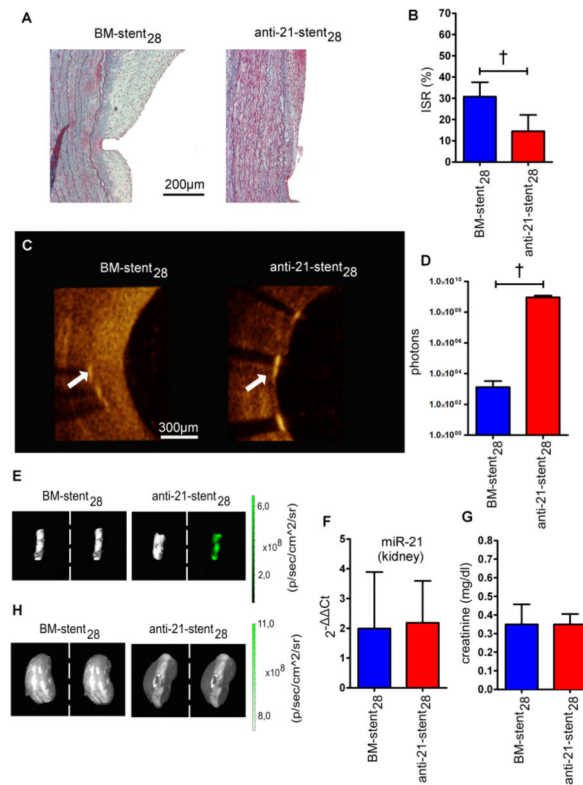 A
BM-stent28
anti-21-stent28
200µm
B
ISR (%)
70
60
50
40
30
20
10
0
†
BM-stent28
anti-21-stent28
C
BM-stent28
anti-21-stent28
300µm
D
photons
1.0x10^10
1.0x10^08
1.0x10^04
1.0x10^02
1.0x10^00
†
BM-stent28
anti-21-stent28
E
BM-stent28
anti-21-stent28
6,0
x10^8
2,0
(p/sec/cm^2/sr)
F
miR-21
(kidney)
2^-ΔΔCt
5
4
3
2
1
0
BM-stent28
anti-21-stent28
G
creatinine (mg/dl)
0.8
0.7
0.6
0.5
0.4
0.3
0.2
0.1
0.0
BM-stent28
anti-21-stent28
H
BM-stent28
anti-21-stent28
11,0
x10^8
8,0
(p/sec/cm^2/sr)